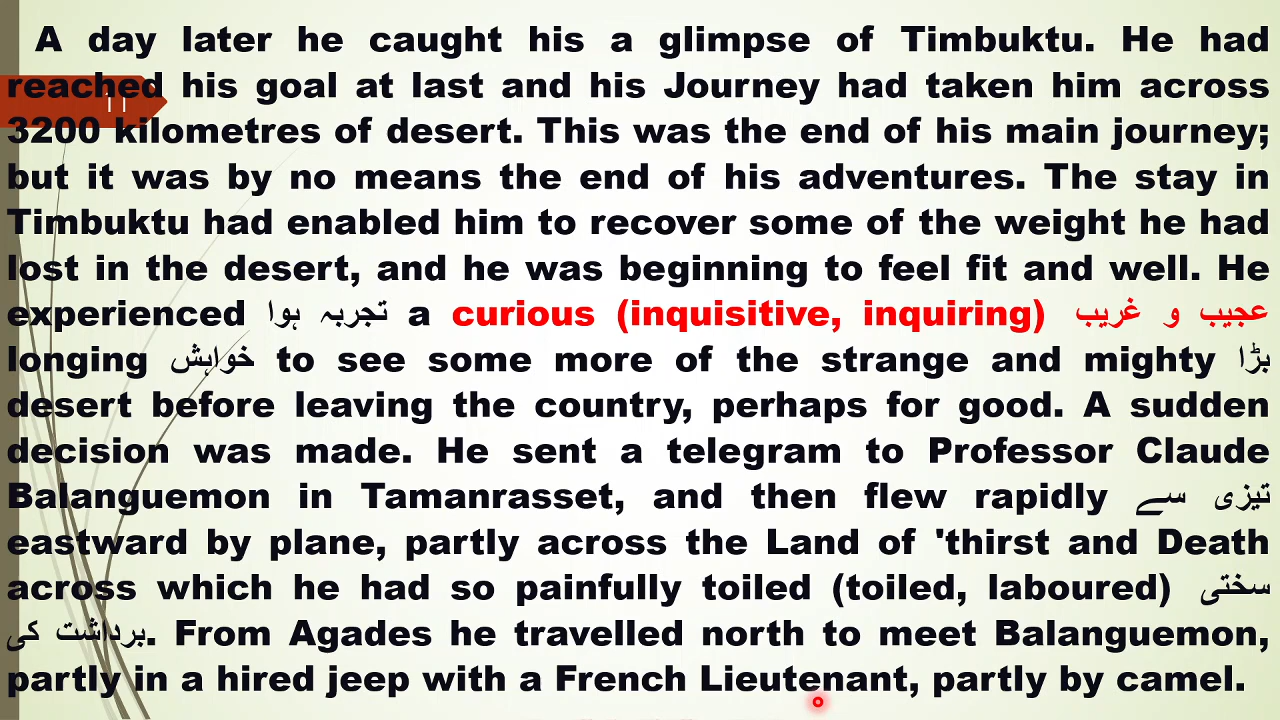 A day later he caught his a glimpse of Timbuktu. He had
reached his goal at last and his Journey had taken him across
11
3200 kilometres of desert. This was the end of his main journey;
but it was by no means the end of his adventures. The stay in
Timbuktu had enabled him to recover some of the weight he had
lost in the desert, and he was beginning to feel fit and well. He
experienced تجربہ ہوا a curious (inquisitive, inquiring) عجیب و غریب
longing خواہش to see some more of the strange and mighty بڑا
desert before leaving the country, perhaps for good. A sudden
decision was made. He sent a telegram to Professor Claude
Balanguemon in Tamanrasset, and then flew rapidly تیزی سے
eastward by plane, partly across the Land of 'thirst and Death
across which he had so painfully toiled (toiled, laboured) سختی
برداشت کی. From Agades he travelled north to meet Balanguemon,
partly in a hired jeep with a French Lieutenant, partly by camel.